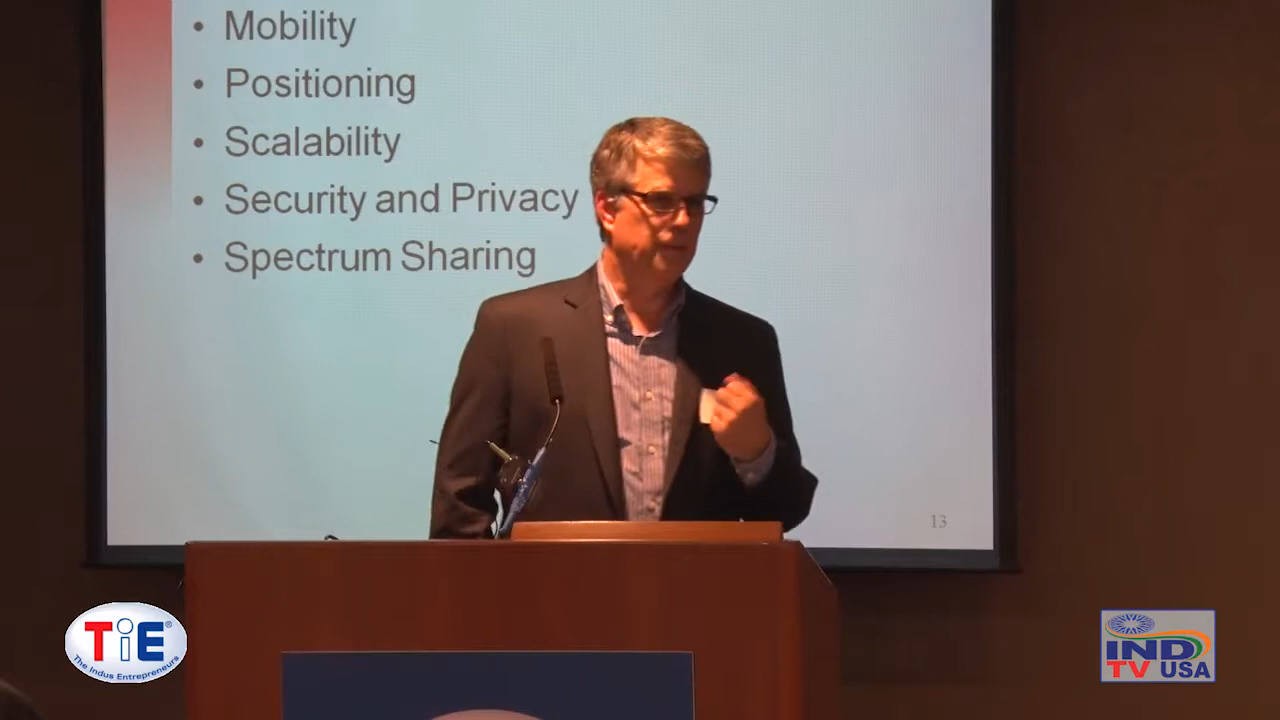 • Mobility
• Positioning
• Scalability
• Security and Privacy
• Spectrum Sharing
13
TiE®
The Indus Entrepreneurs
IND
TV USA